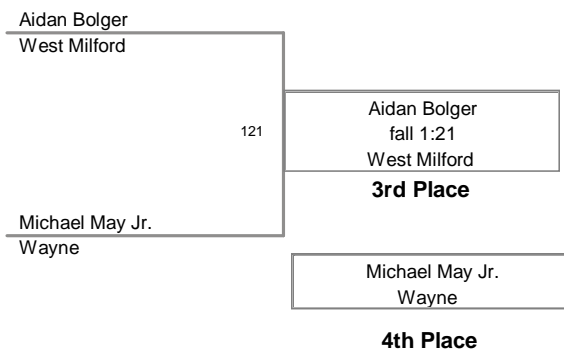 Aidan Bolger
West Milford
121
Aidan Bolger
fall 1:21
West Milford
3rd Place
Michael May Jr.
Wayne
Michael May Jr.
Wayne
4th Place